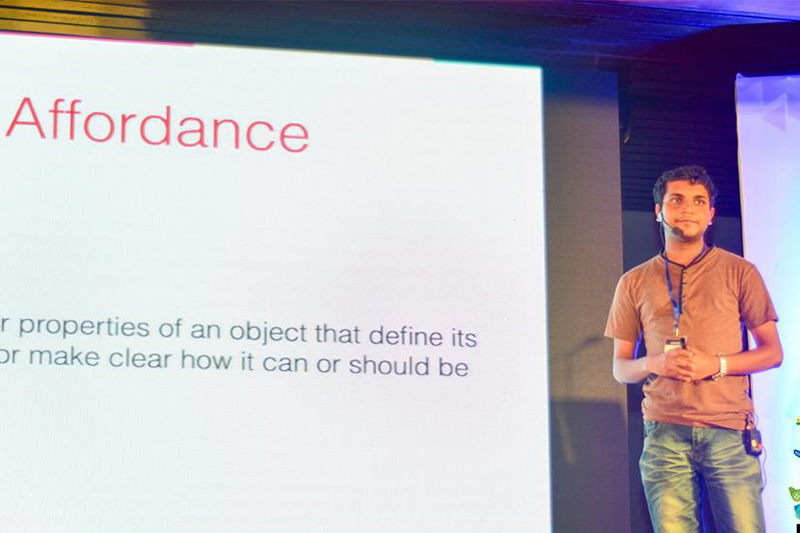 Affordance
r properties of an object that define its
or make clear how it can or should be